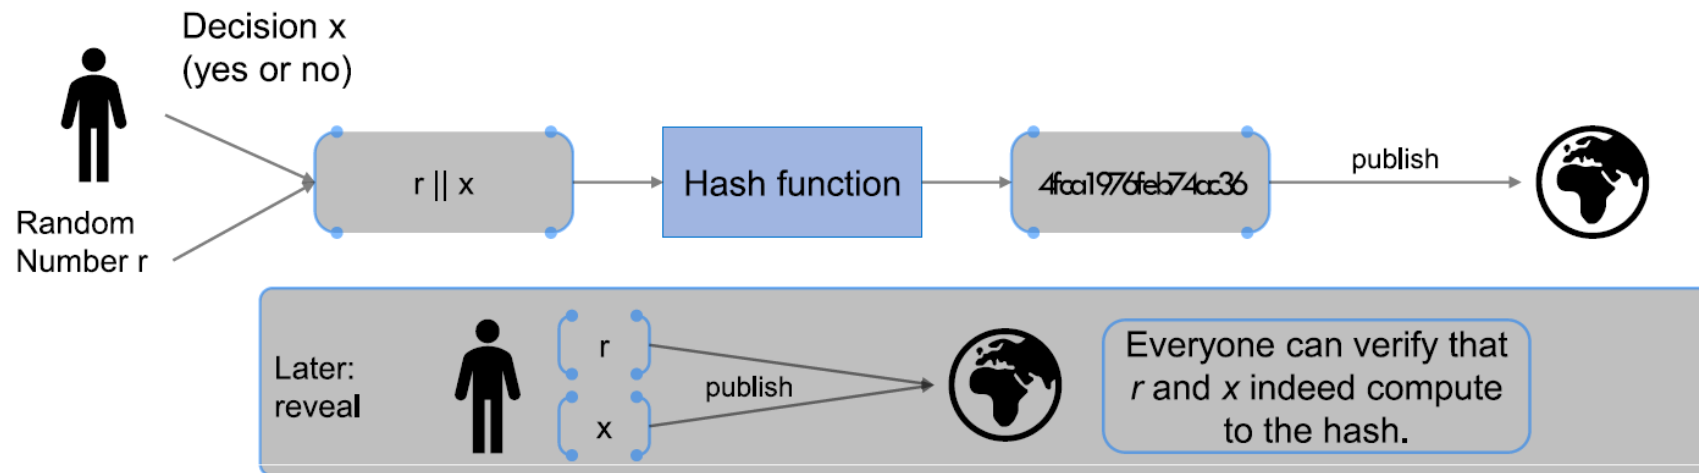 Decision x
(yes or no)
Random
Number r
r || x
Hash function
4fca1976feb74ac36
publish
Later:
reveal
r
x
publish
Everyone can verify that
r and x indeed compute
to the hash.